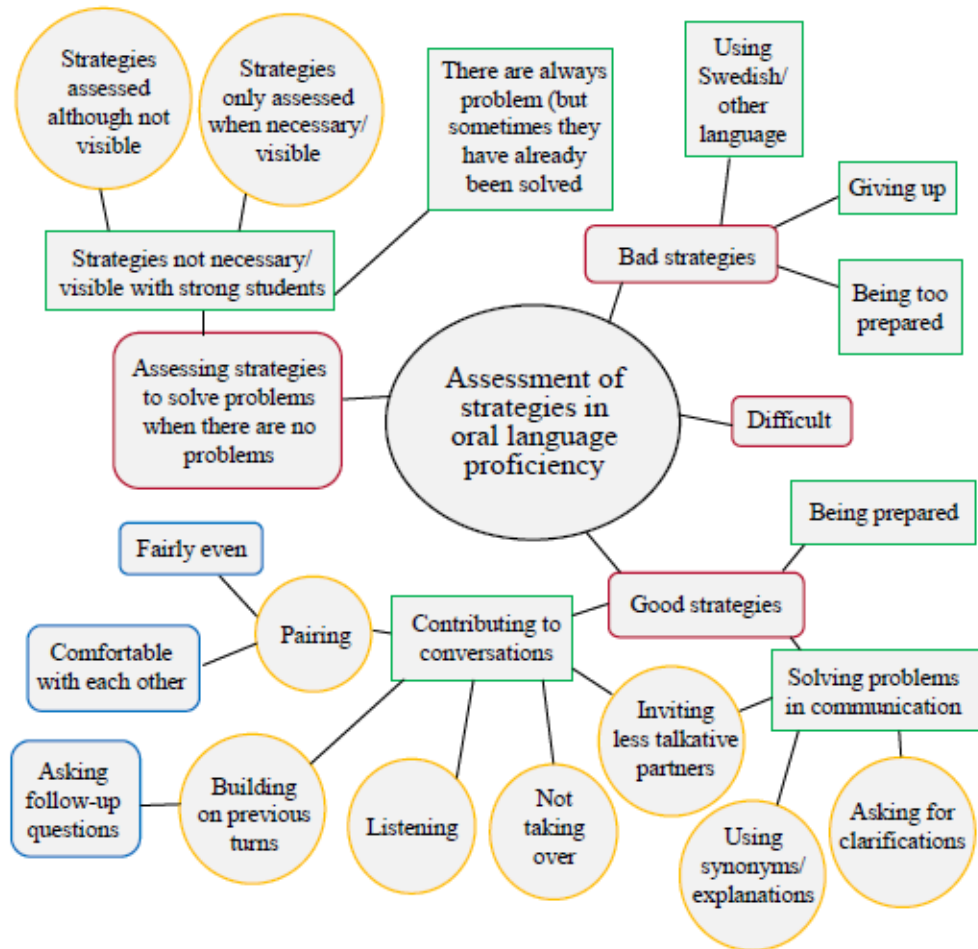 Strategies
assessed
although not
visible
Strategies
only assessed
when necessary/
visible
There are always
problem (but
sometimes they
have already
been solved
Using
Swedish/
other
language
Giving up
Bad strategies
Being too
prepared
Strategies not necessary/
visible with strong students
Assessing strategies
to solve problems
when there are no
problems
Assessment of
strategies in
oral language
proficiency
Difficult
Being prepared
Good strategies
Fairly even
Pairing
Comfortable
with each other
Contributing to
conversations
Solving problems
in communication
Inviting
less talkative
partners
Asking
follow-up
questions
Building
on previous
turns
Listening
Not
taking
over
Using
synonyms/
explanations
Asking for
clarifications